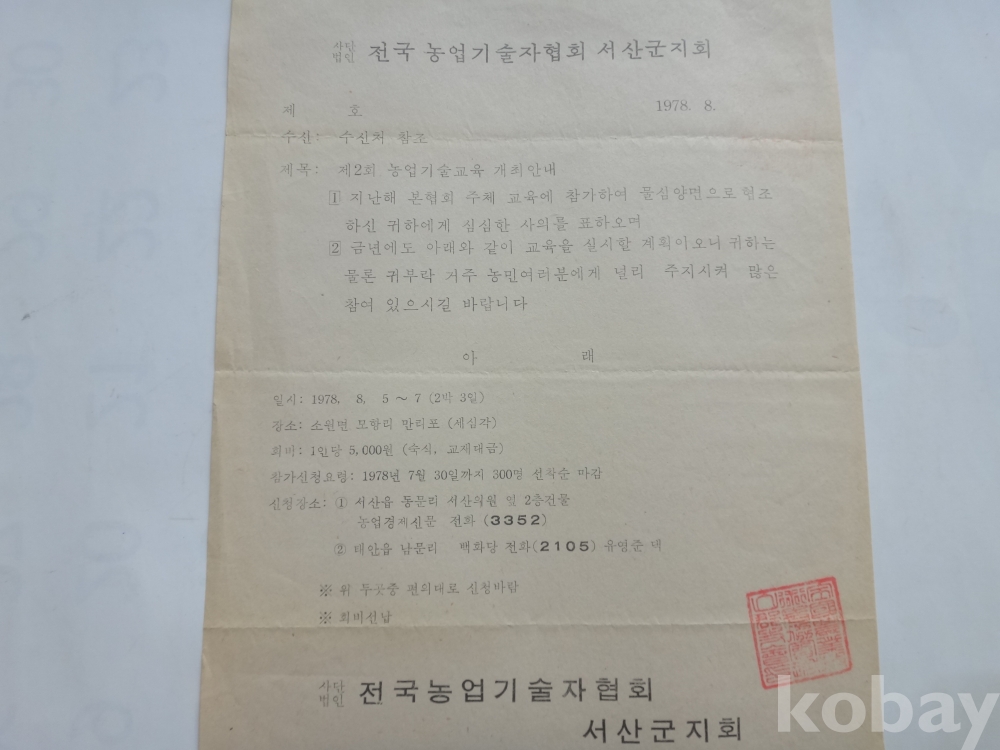 사단법인 전국 농업기술자협회 서산군지회
제 호 1978. 8.
수신: 수신처 참조
제목: 제2회 농업기술교육 개최안내
1 지난해 본협회 주체 교육에 참가하여 물심양면으로 협조
하신 귀하에게 심심한 사의를 표하오며
2 금년에도 아래와 같이 교육을 실시할 계획이오니 귀하는
물론 귀부락 거주 농민여러분에게 널리 주지시켜 많은
참여 있으시길 바랍니다
아 래
일시: 1978. 8. 5 ~ 7 (2박 3일)
장소: 소원면 모항리 만리포 (세심각)
회비: 1인당 5,000원 (숙식, 교재대금)
참가신청요령: 1978년 7월 30일까지 300명 선착순 마감
신청장소: ① 서산읍 동문리 서산의원 잎 2층건물
농업경제신문 전화 (3352)
② 태안읍 남문리 백화당 전화(2105) 유영준 댁
※ 위 두곳중 편의대로 신청바람
※ 회비선납
사단법인 전국농업기술자협회
서산군지회
kobay